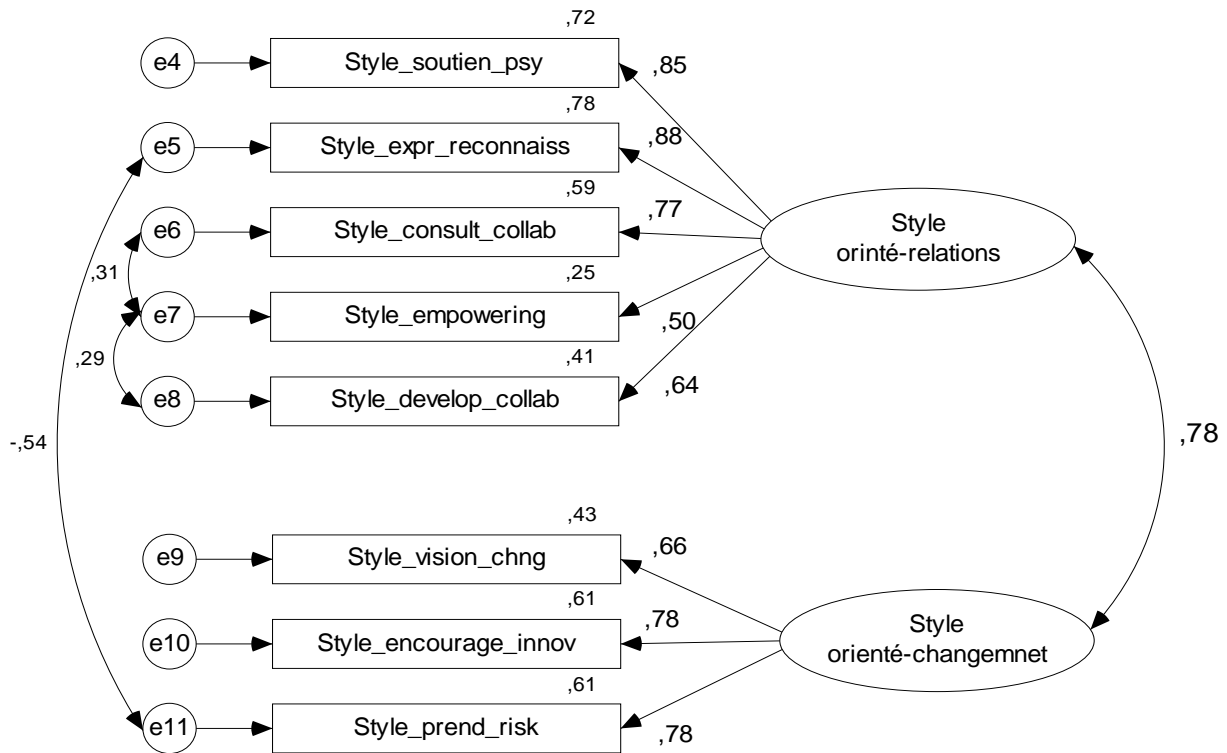 ,72
e4
Style_soutien_psy
,85
,78
e5
Style_expr_reconnaiss
,88
,59
e6
Style_consult_collab
,77
Style
orinté-relations
,31
,25
e7
Style_empowering
,50
,29
,41
e8
Style_develop_collab
,64
-,54
,78
,43
e9
Style_vision_chng
,66
,61
e10
Style_encourage_innov
,78
Style
orienté-changemnet
,61
e11
Style_prend_risk
,78